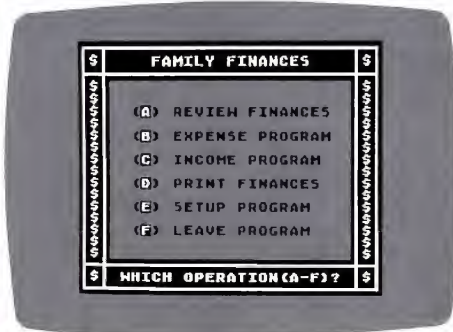 $ FAMILY FINANCES $
(A) REVIEW FINANCES
(B) EXPENSE PROGRAM
(C) INCOME PROGRAM
(D) PRINT FINANCES
(E) SETUP PROGRAM
(F) LEAVE PROGRAM
$ WHICH OPERATION(A-F)? $